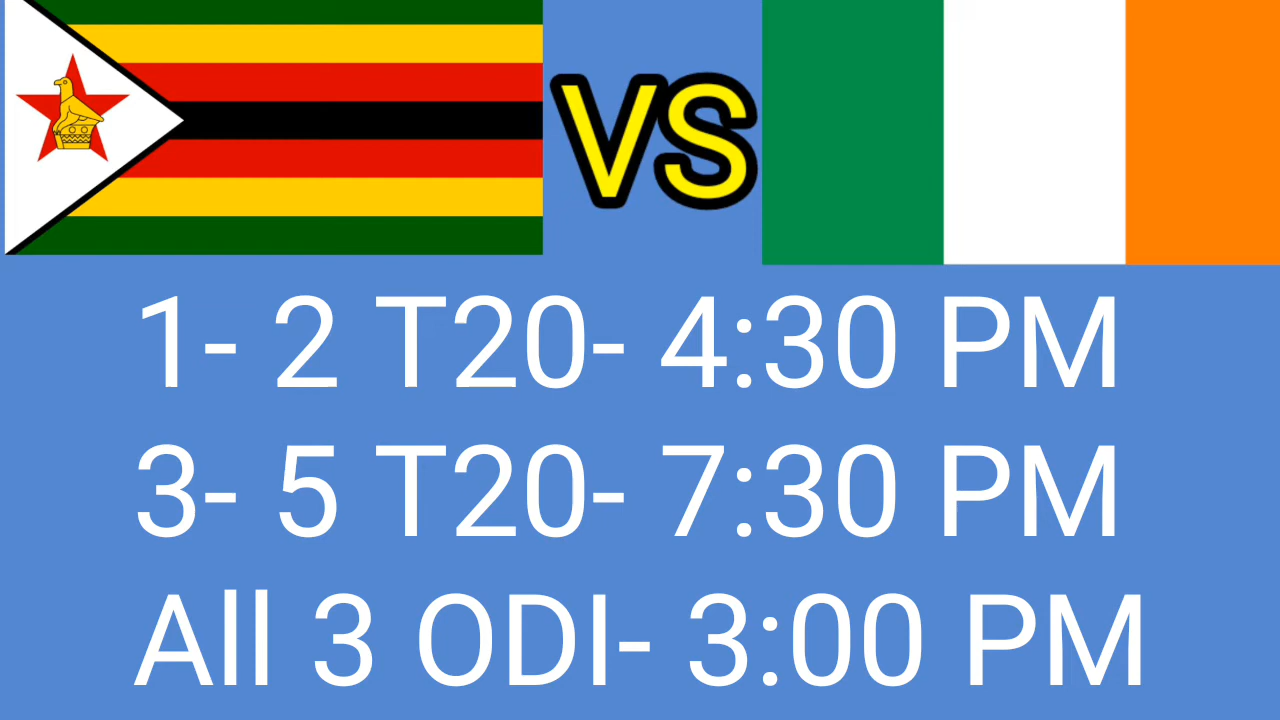 VS
1- 2 T20- 4:30 PM
3- 5 T20- 7:30 PM
All 3 ODI- 3:00 PM